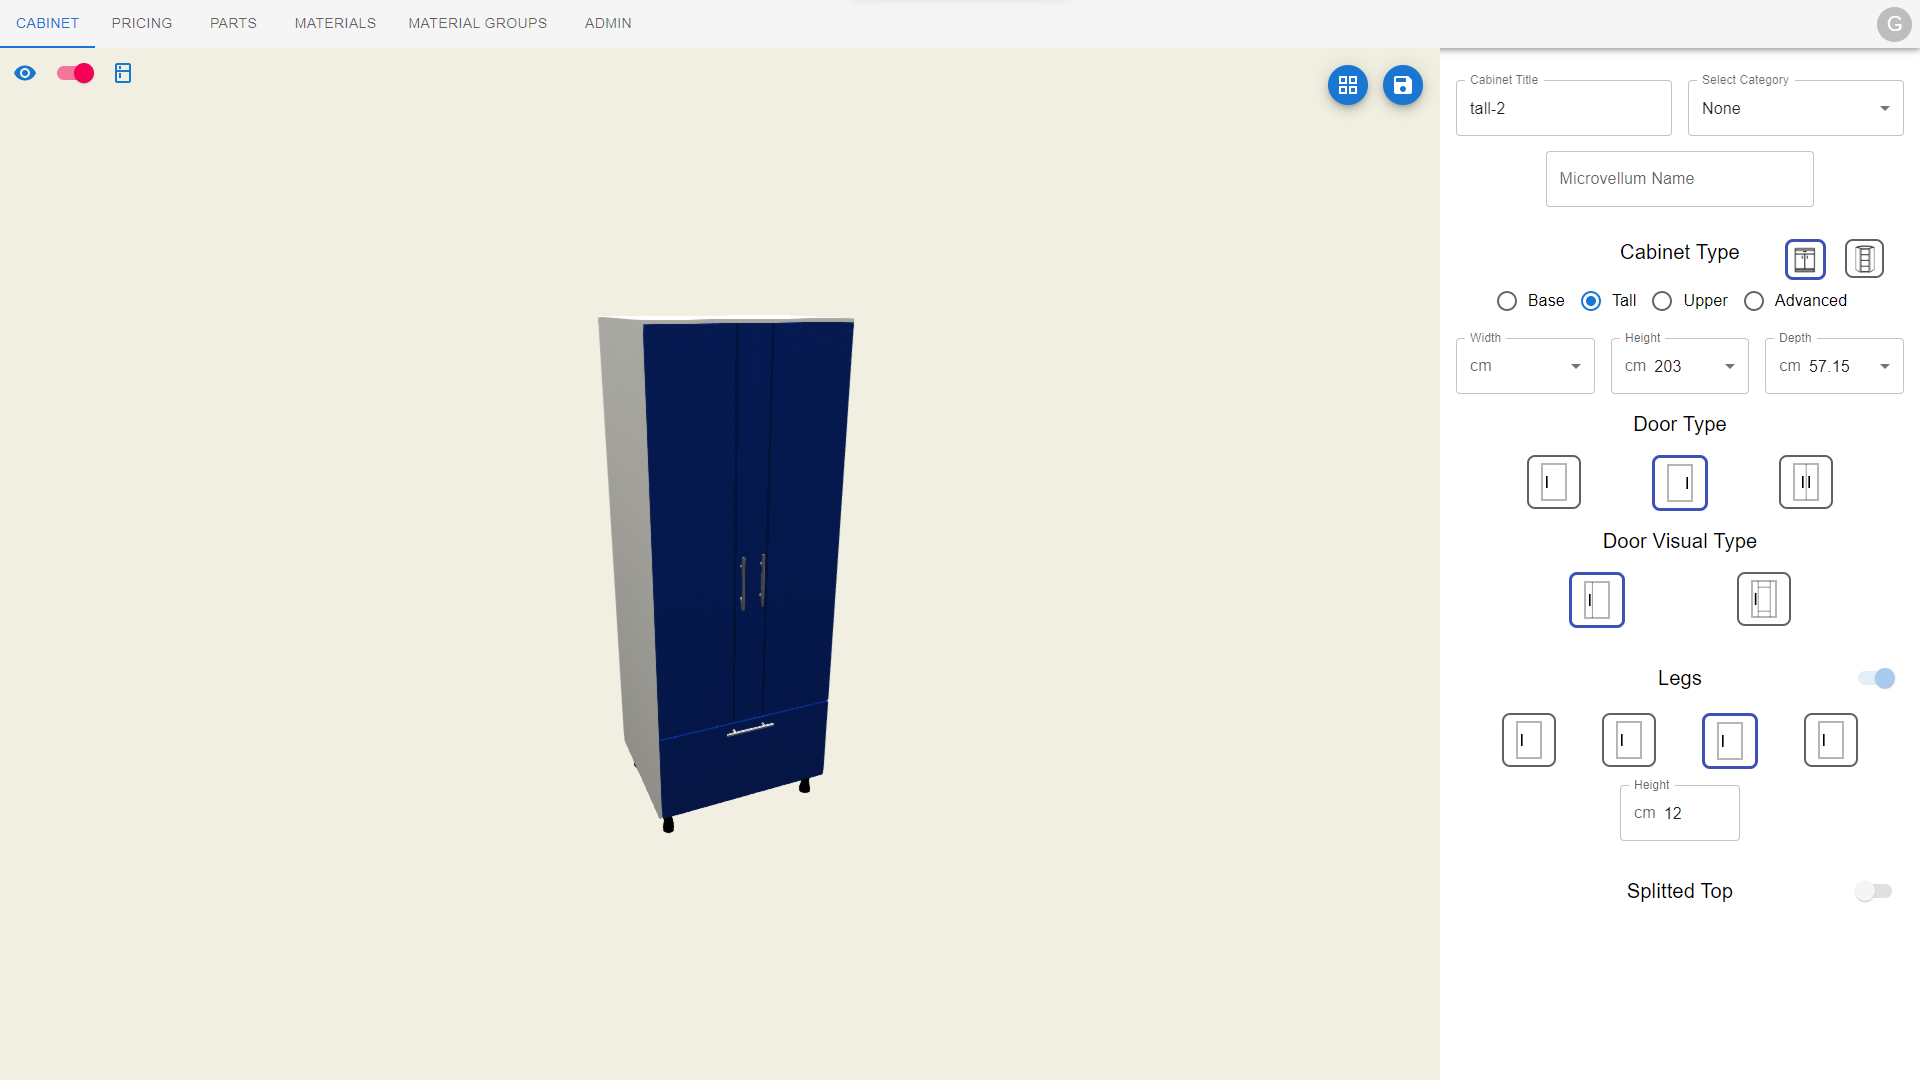 CABINET PRICING PARTS MATERIALS MATERIAL GROUPS ADMIN G
Cabinet Title
tall-2
Select Category
None
Microvellum Name
Cabinet Type
Base Tall Upper Advanced
Width
cm
Height
cm 203
Depth
cm 57.15
Door Type
Door Visual Type
Legs
Height
cm 12
Splitted Top